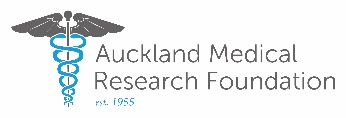 Auckland Medical
Research Foundation
est. 1955